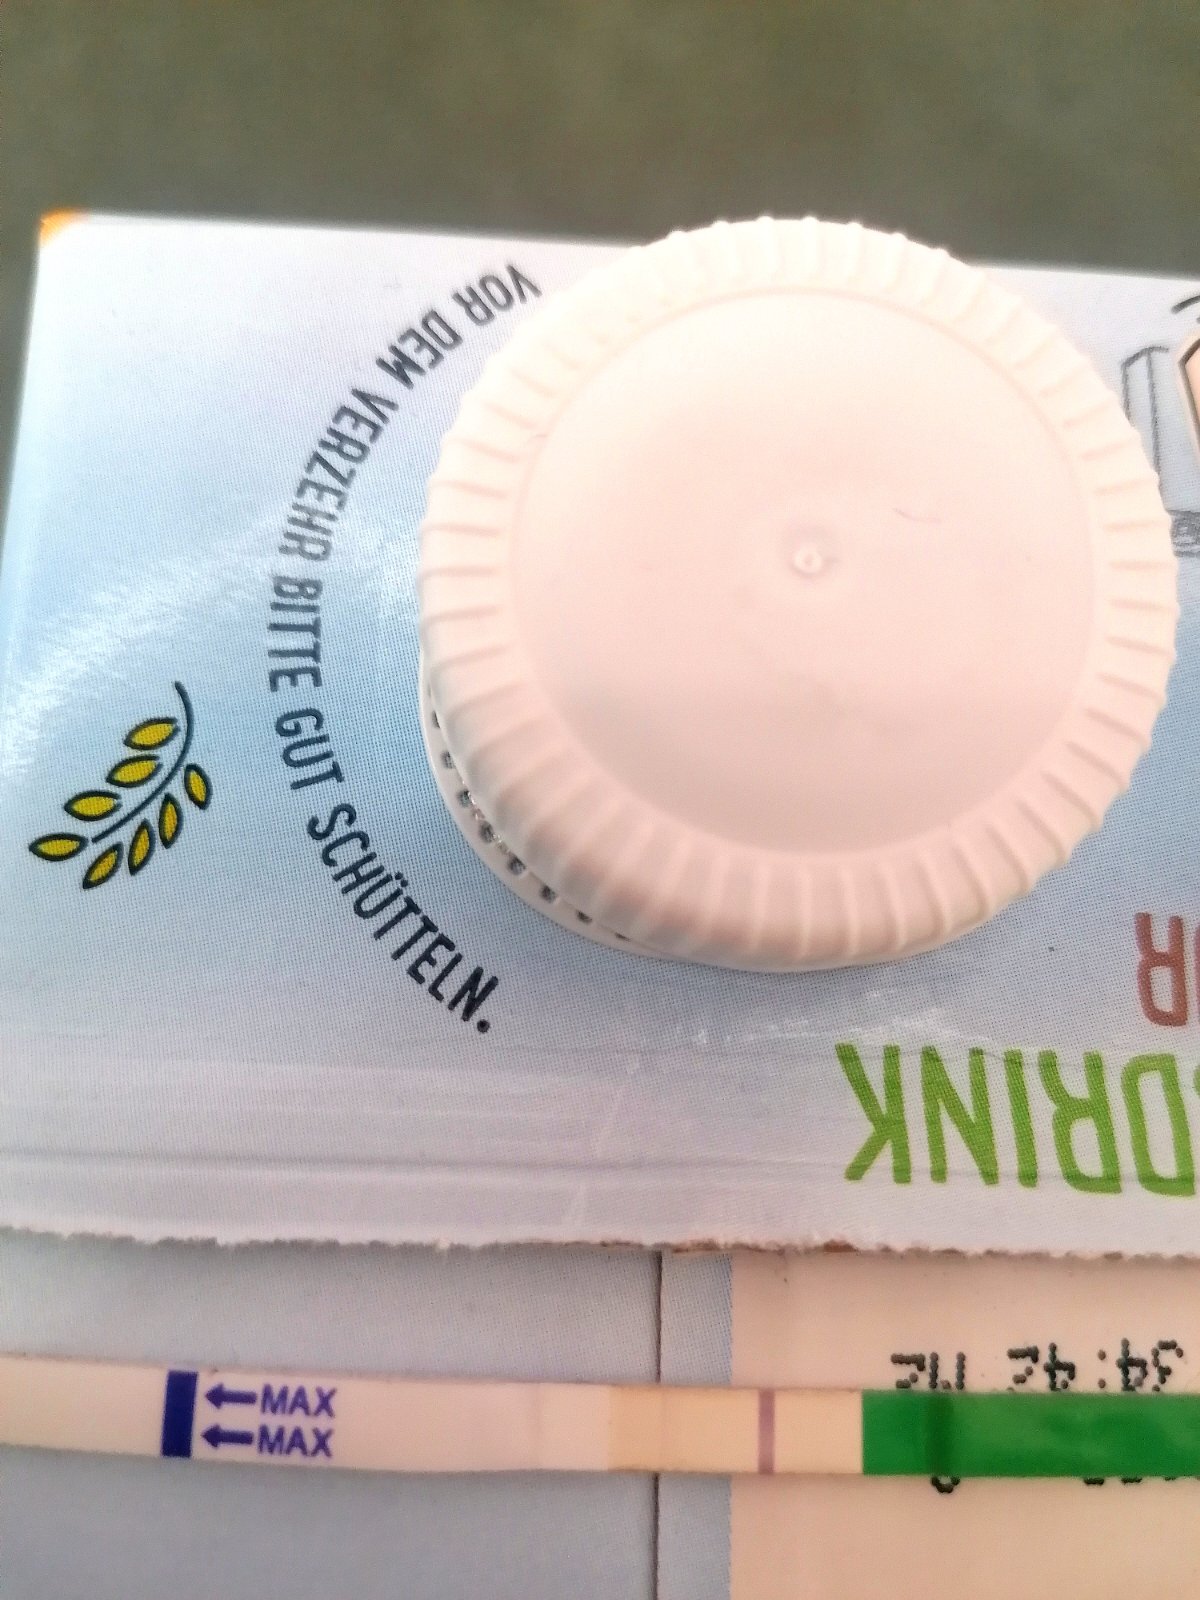 VOR DEM VERZEHR BITTE GUT SCHÜTTELN.
DRINK
MAX
MAX